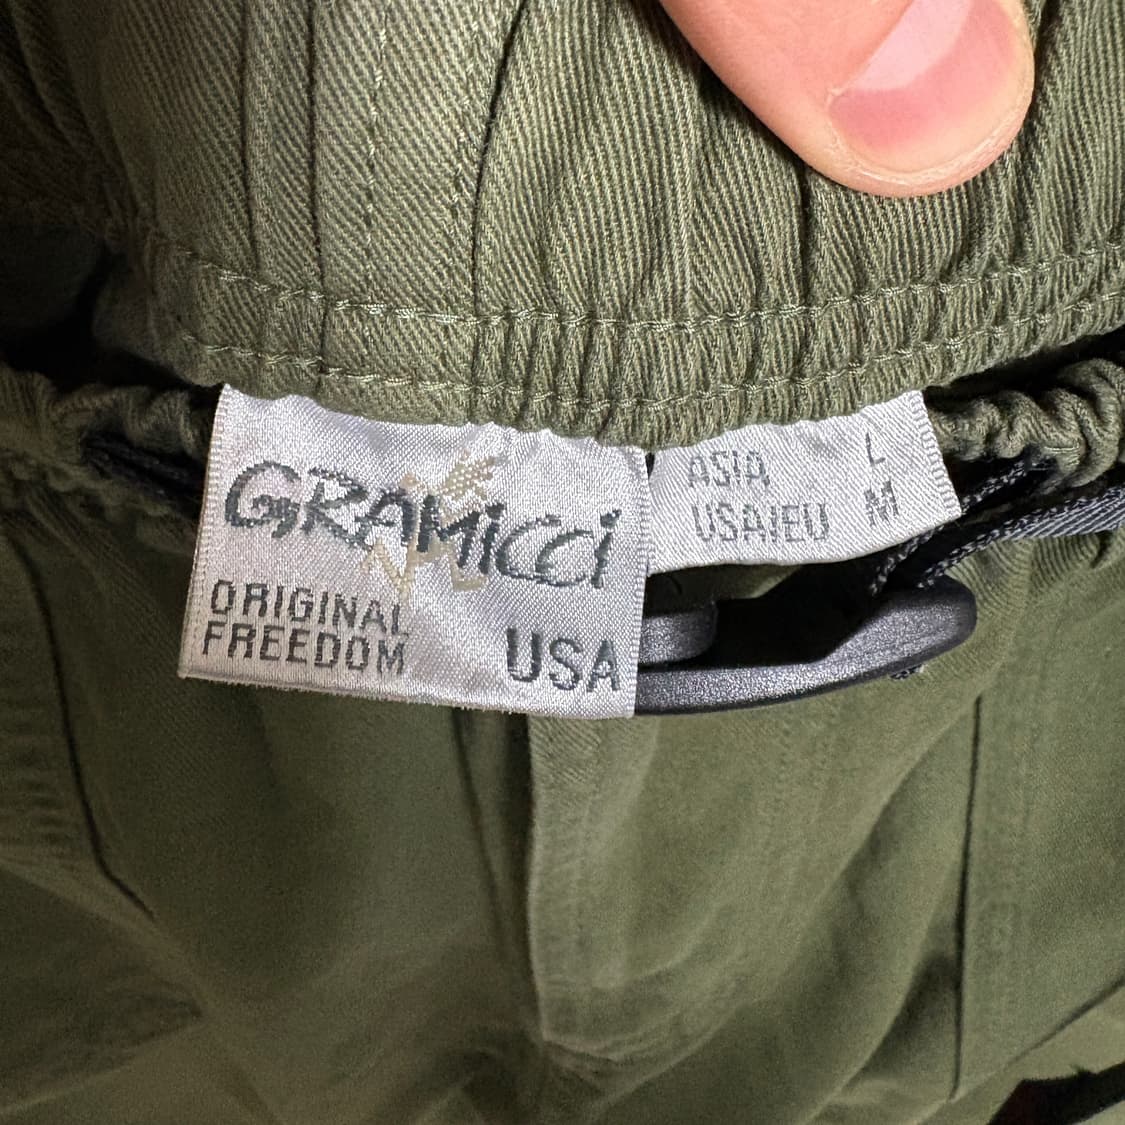 GRAMICCI
ORIGINAL
FREEDOM
USA
ASIA L
USA/EU M